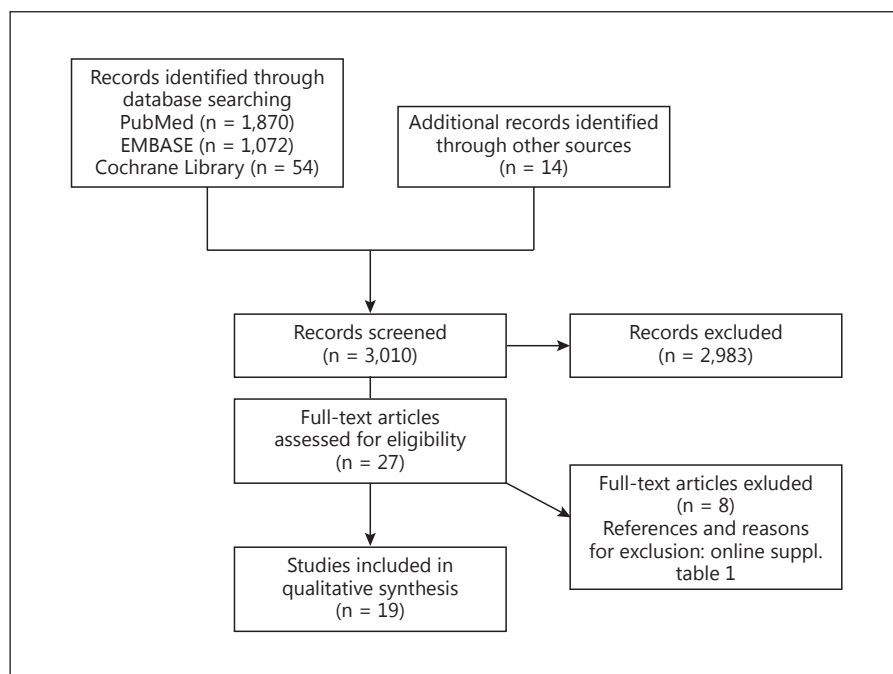 Records identified through
database searching
PubMed (n = 1,870)
EMBASE (n = 1,072)
Cochrane Library (n = 54)
Additional records identified
through other sources
(n = 14)
Records screened
(n = 3,010)
Records excluded
(n = 2,983)
Full-text articles
assessed for eligibility
(n = 27)
Full-text articles exluded
(n = 8)
References and reasons
for exclusion: online suppl.
table 1
Studies included in
qualitative synthesis
(n = 19)